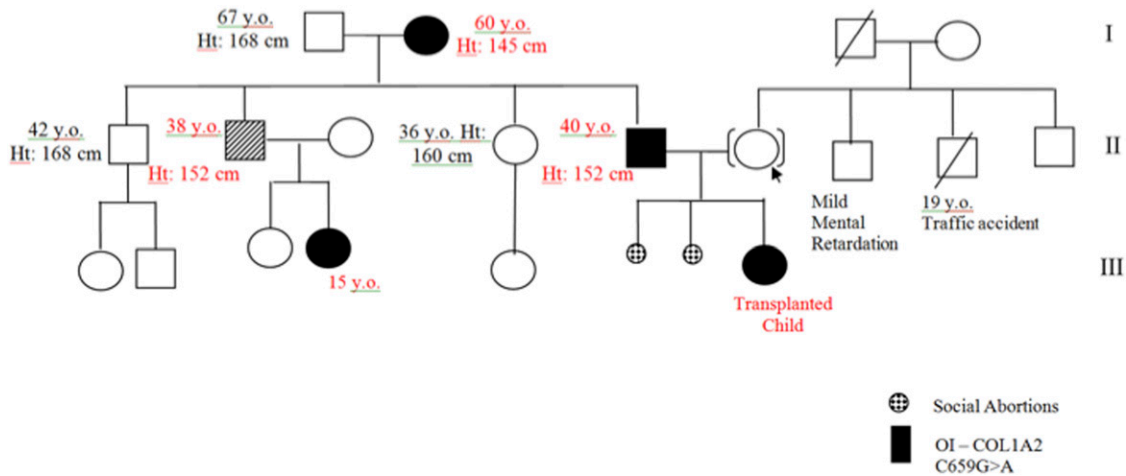 67 y.o.
Ht: 168 cm
60 y.o.
Ht: 145 cm
I
42 y.o.
Ht: 168 cm
38 y.o.
Ht: 152 cm
36 y.o. Ht:
160 cm
40 y.o.
Ht: 152 cm
II
Mild
Mental
Retardation
19 y.o.
Traffic accident
15 y.o.
III
Transplanted
Child
Social Abortions
OI – COL1A2
C659G>A